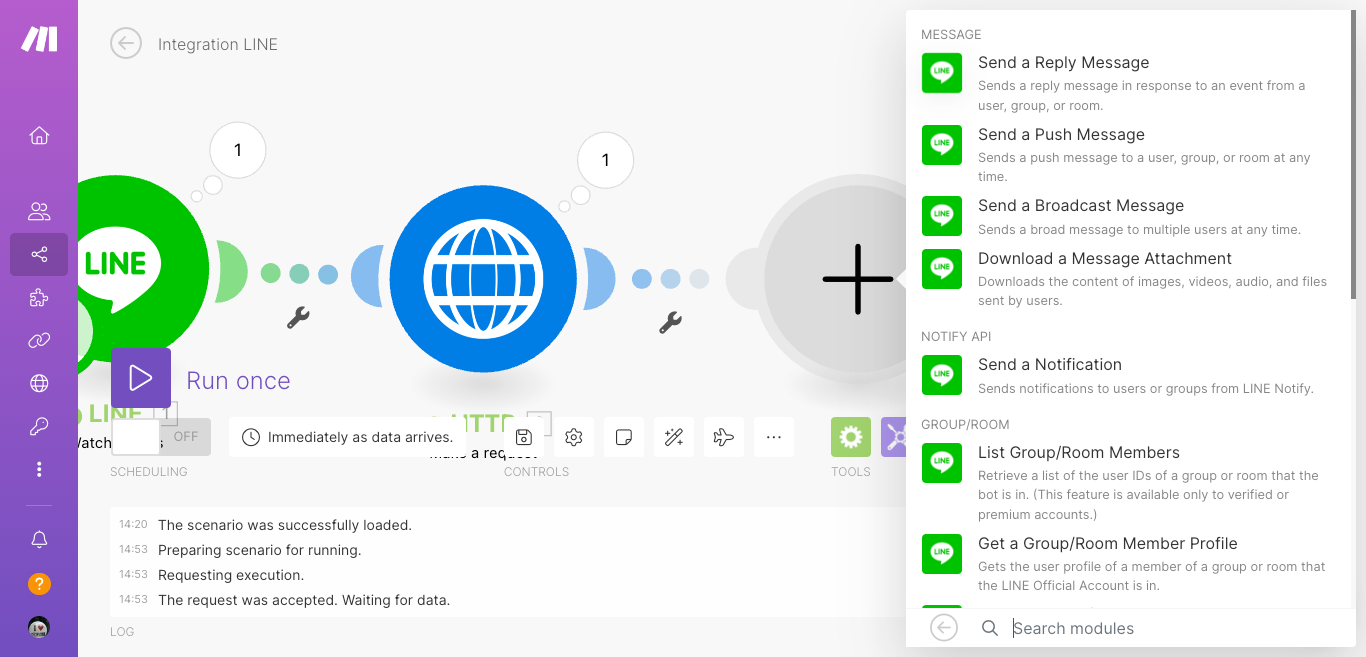 Integration LINE
1
1
LINE
Run once
LINE 1
HTTP
OFF
Immediately as data arrives.
Make a request
SCHEDULING
CONTROLS
TOOLS
14:20 The scenario was successfully loaded.
14:53 Preparing scenario for running.
14:53 Requesting execution.
14:53 The request was accepted. Waiting for data.
LOG
?
MESSAGE
LINE
Send a Reply Message
Sends a reply message in response to an event from a
user, group, or room.
LINE
Send a Push Message
Sends a push message to a user, group, or room at any
time.
LINE
Send a Broadcast Message
Sends a broad message to multiple users at any time.
LINE
Download a Message Attachment
Downloads the content of images, videos, audio, and files
sent by users.
NOTIFY API
LINE
Send a Notification
Sends notifications to users or groups from LINE Notify.
GROUP/ROOM
LINE
List Group/Room Members
Retrieve a list of the user IDs of a group or room that the
bot is in. (This feature is available only to verified or
premium accounts.)
LINE
Get a Group/Room Member Profile
Gets the user profile of a member of a group or room that
the LINE Official Account is in.
Search modules